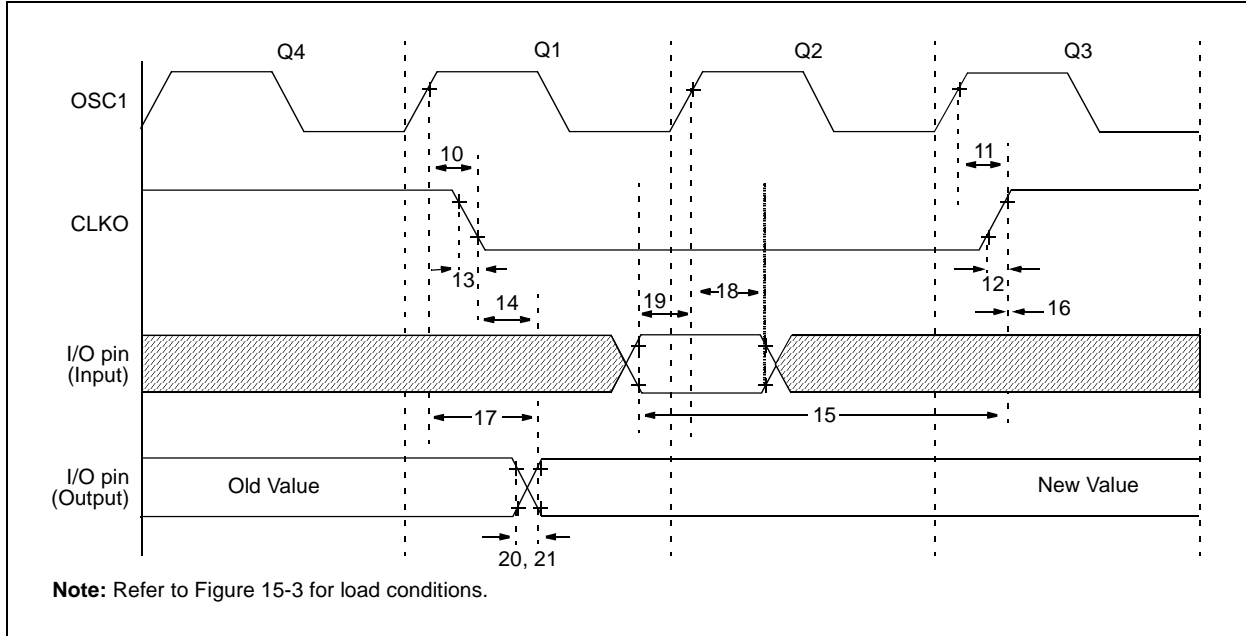 Q4 Q1 Q2 Q3
OSC1
10 11
CLKO
13 12
14 19 18 16
I/O pin
(Input)
17 15
I/O pin
(Output)
Old Value New Value
20, 21
Note: Refer to Figure 15-3 for load conditions.